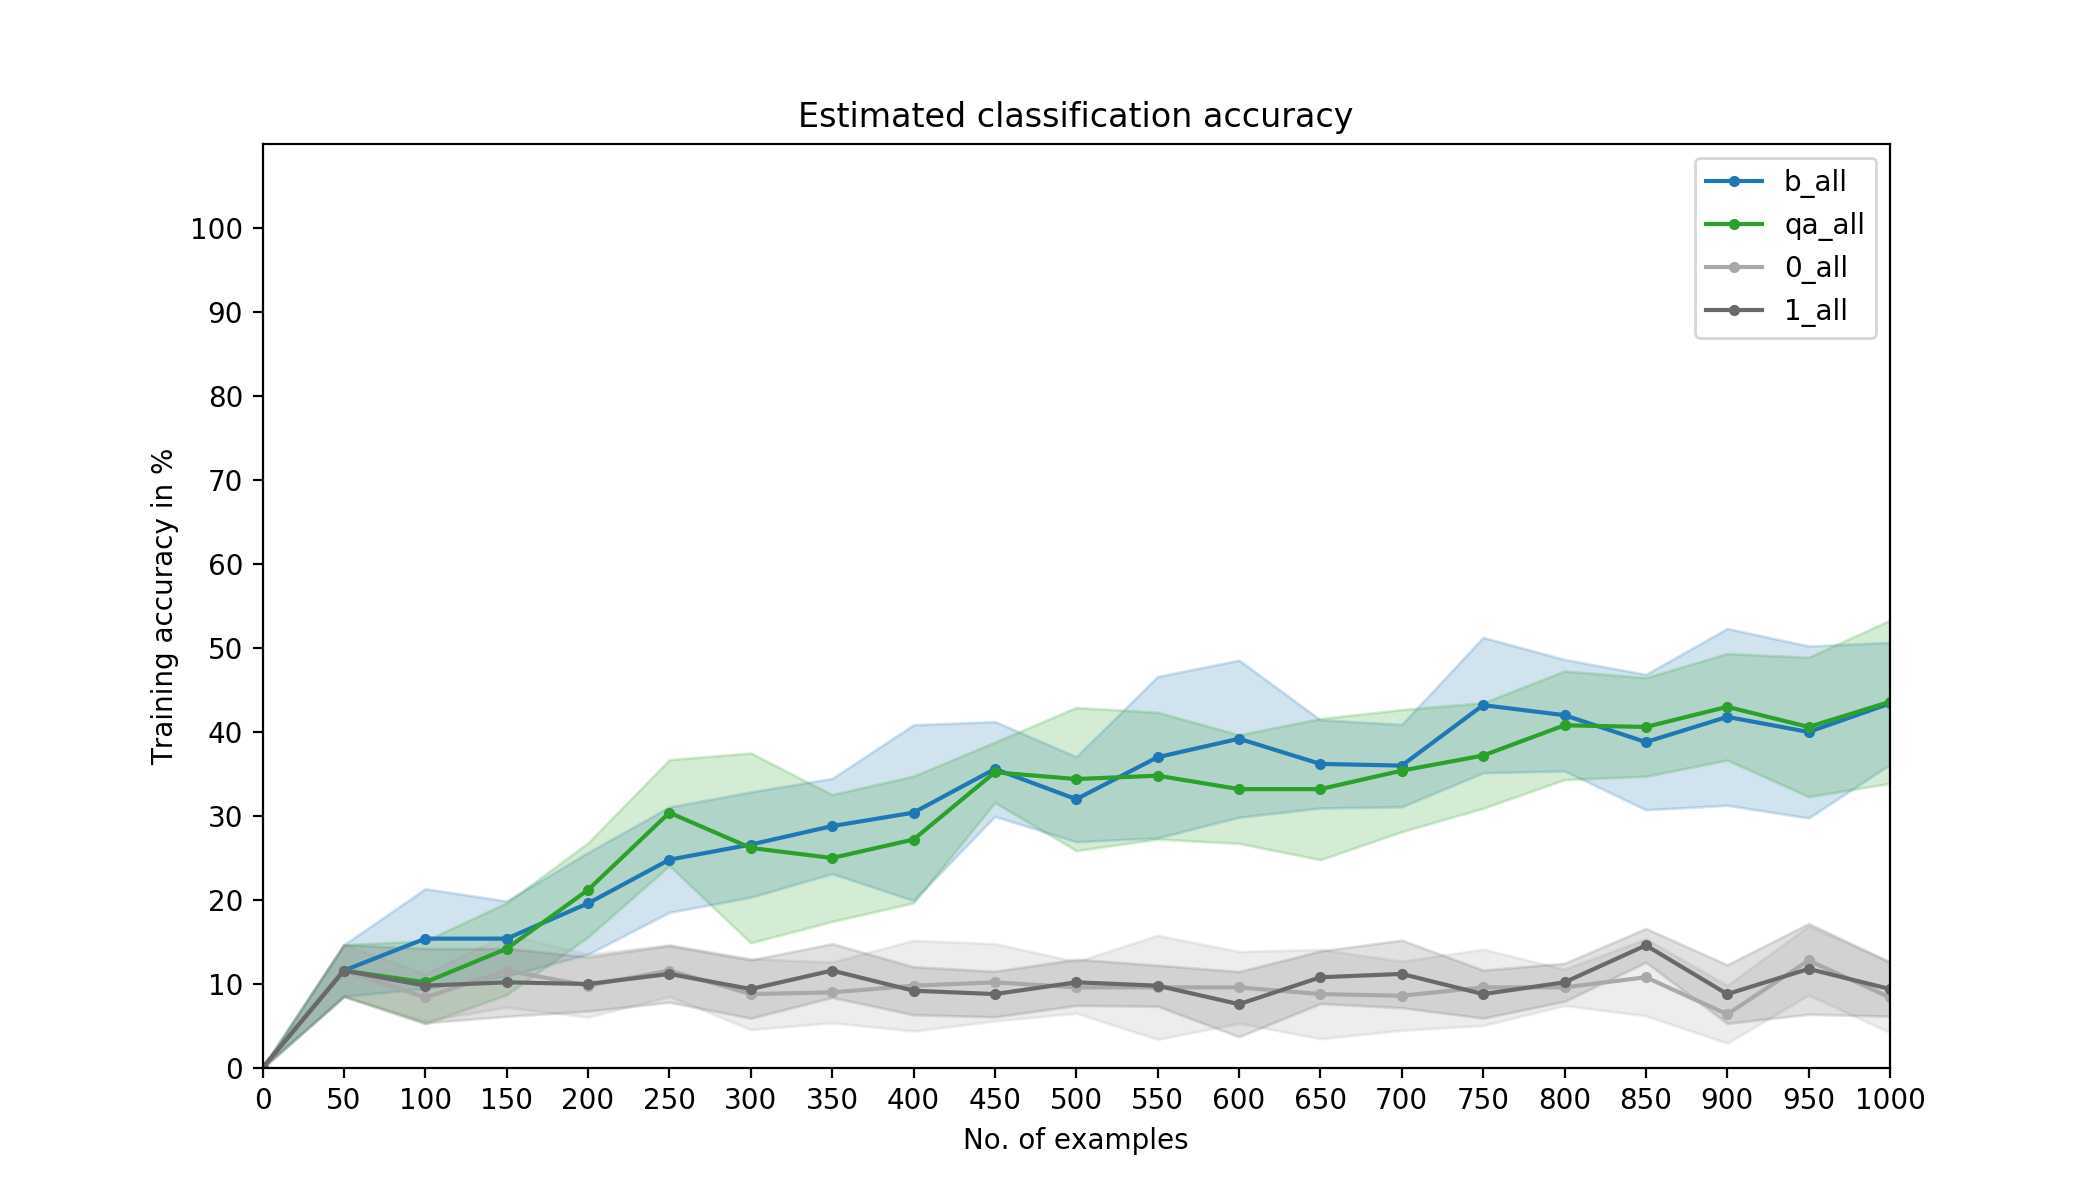 Estimated classification accuracy
b_all
qa_all
0_all
1_all
100
90
80
70
60
50
40
30
20
10
0
Training accuracy in %
0 50 100 150 200 250 300 350 400 450 500 550 600 650 700 750 800 850 900 950 1000
No. of examples